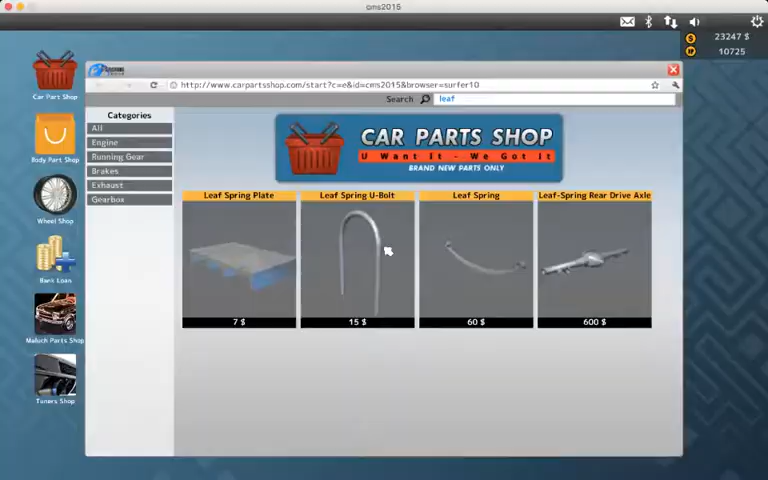 cms2015
23247 $
10725
http://www.carpartsshop.com/start?c=e&id=cms2015&browser=surfer10
Search leaf
Car Part Shop
Body Part Shop
Wheel Shop
Bank Loan
Maluch Parts Shop
Tuners Shop
Categories
All
Engine
Running Gear
Brakes
Exhaust
Gearbox
CAR PARTS SHOP
U Want It - We Got It
BRAND NEW PARTS ONLY
Leaf Spring Plate
7 $
Leaf Spring U-Bolt
15 $
Leaf Spring
60 $
Leaf-Spring Rear Drive Axle
600 $